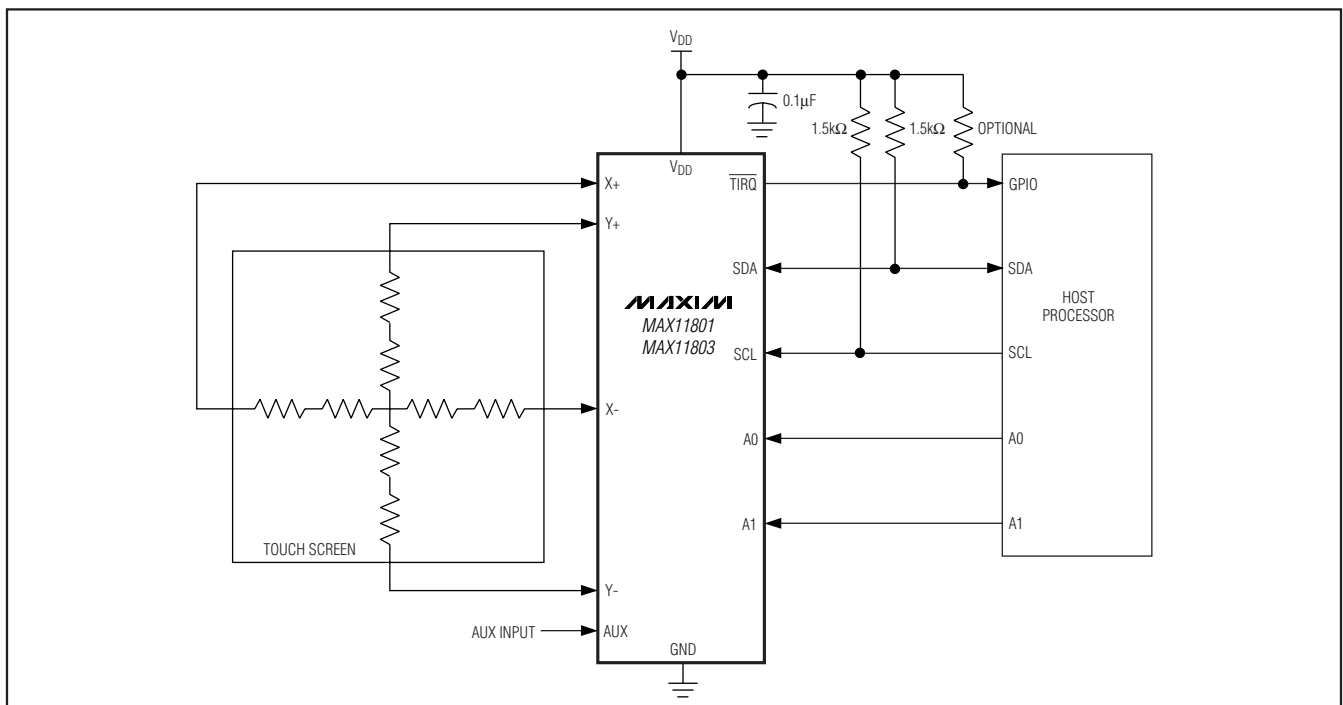 VDD
0.1µF
1.5kΩ
1.5kΩ
OPTIONAL
VDD
X+
TIRQ
GPIO
Y+
SDA
SDA
MAXIM
MAX11801
MAX11803
HOST
PROCESSOR
SCL
SCL
X-
A0
A0
A1
A1
TOUCH SCREEN
Y-
AUX INPUT
AUX
GND